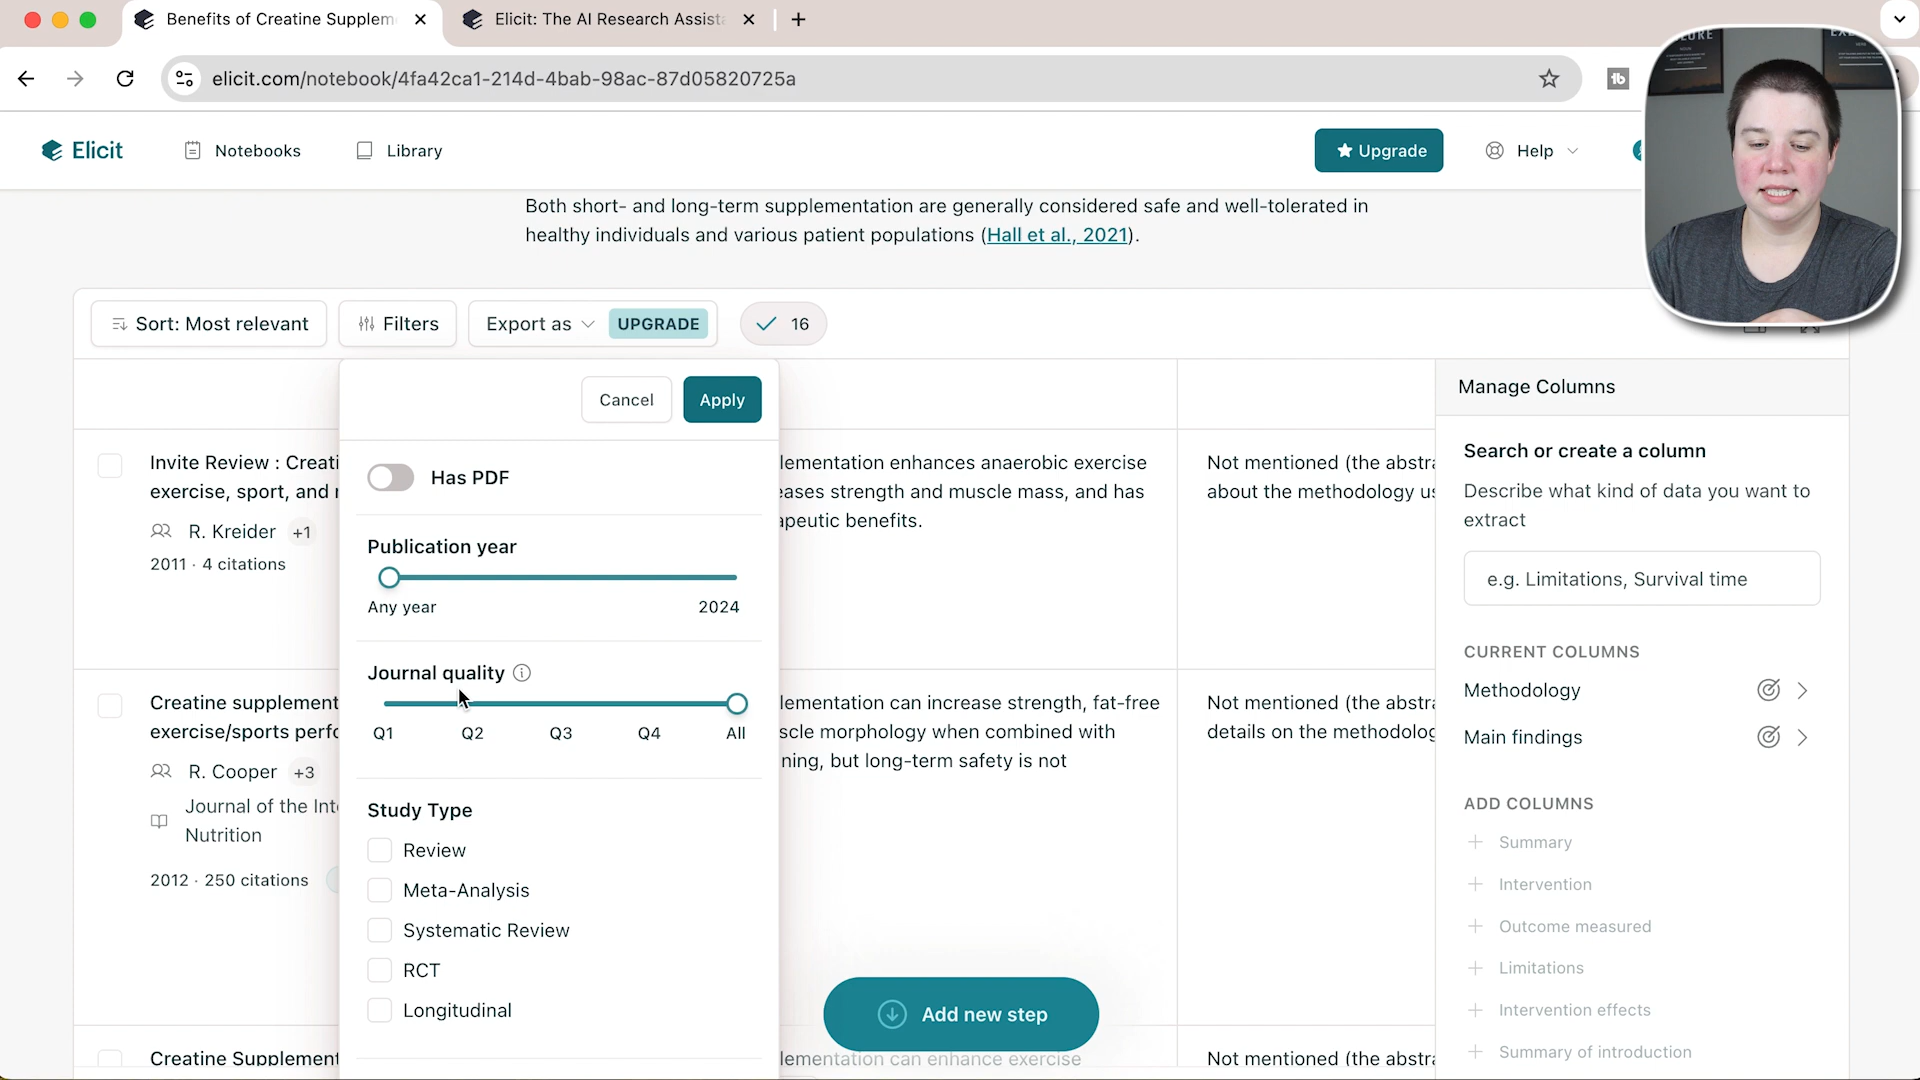 Benefits of Creatine Supplem
Elicit: The AI Research Assista
elicit.com/notebook/4fa42ca1-214d-4bab-98ac-87d05820725a
Elicit
Notebooks
Library
Upgrade
Help
Both short- and long-term supplementation are generally considered safe and well-tolerated in
healthy individuals and various patient populations (Hall et al., 2021).
Sort: Most relevant
Filters
Export as
UPGRADE
16
Cancel
Apply
Has PDF
Publication year
Any year
2024
Journal quality
Q1
Q2
Q3
Q4
All
Study Type
Review
Meta-Analysis
Systematic Review
RCT
Longitudinal
Invite Review : Creati
exercise, sport, and r
R. Kreider +1
2011 · 4 citations
lementation enhances anaerobic exercise
eases strength and muscle mass, and has
apeutic benefits.
Not mentioned (the abstra
about the methodology us
Creatine supplement
exercise/sports perfo
R. Cooper +3
Journal of the Inte
Nutrition
2012 · 250 citations
lementation can increase strength, fat-free
scle morphology when combined with
ning, but long-term safety is not
Not mentioned (the abstra
details on the methodolog
Creatine Supplement
lementation can enhance exercise
Not mentioned (the abstra
Add new step
Manage Columns
Search or create a column
Describe what kind of data you want to
extract
e.g. Limitations, Survival time
CURRENT COLUMNS
Methodology
Main findings
ADD COLUMNS
Summary
Intervention
Outcome measured
Limitations
Intervention effects
Summary of introduction